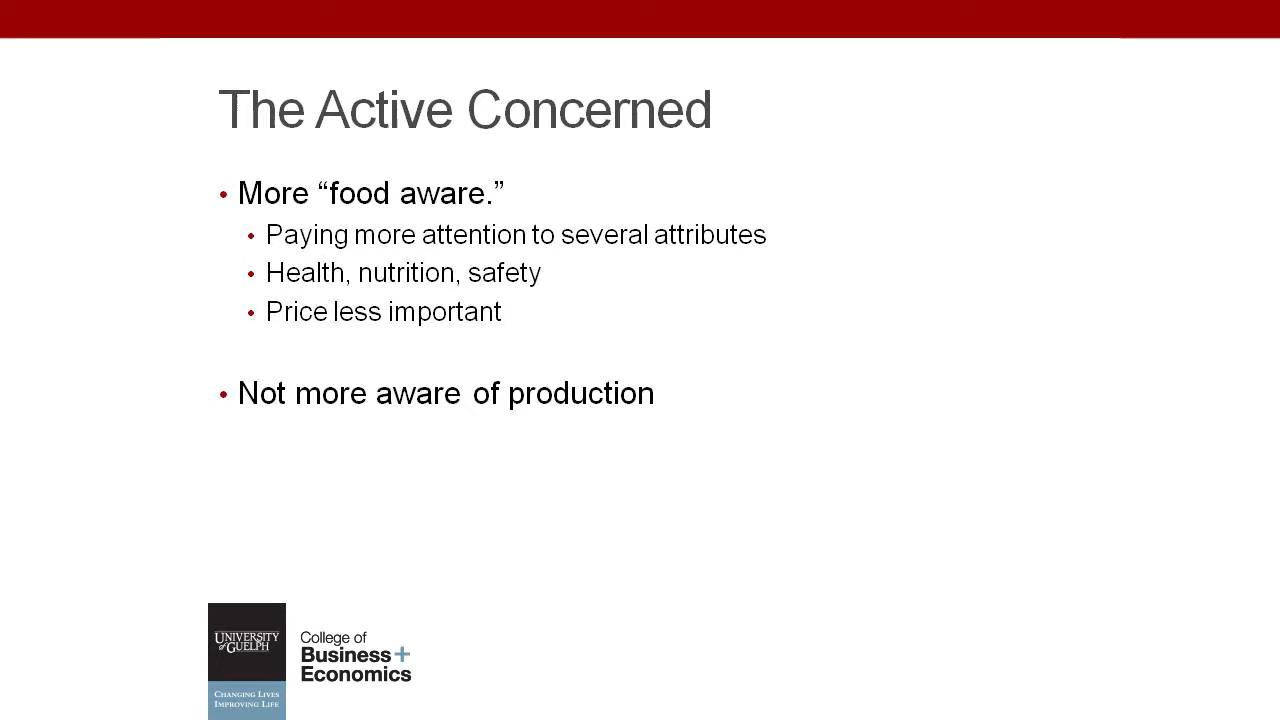 The Active Concerned
• More “food aware.”
• Paying more attention to several attributes
• Health, nutrition, safety
• Price less important
• Not more aware of production
UNIVERSITY
of GUELPH
CHANGING LIVES
IMPROVING LIFE
College of
Business+
Economics